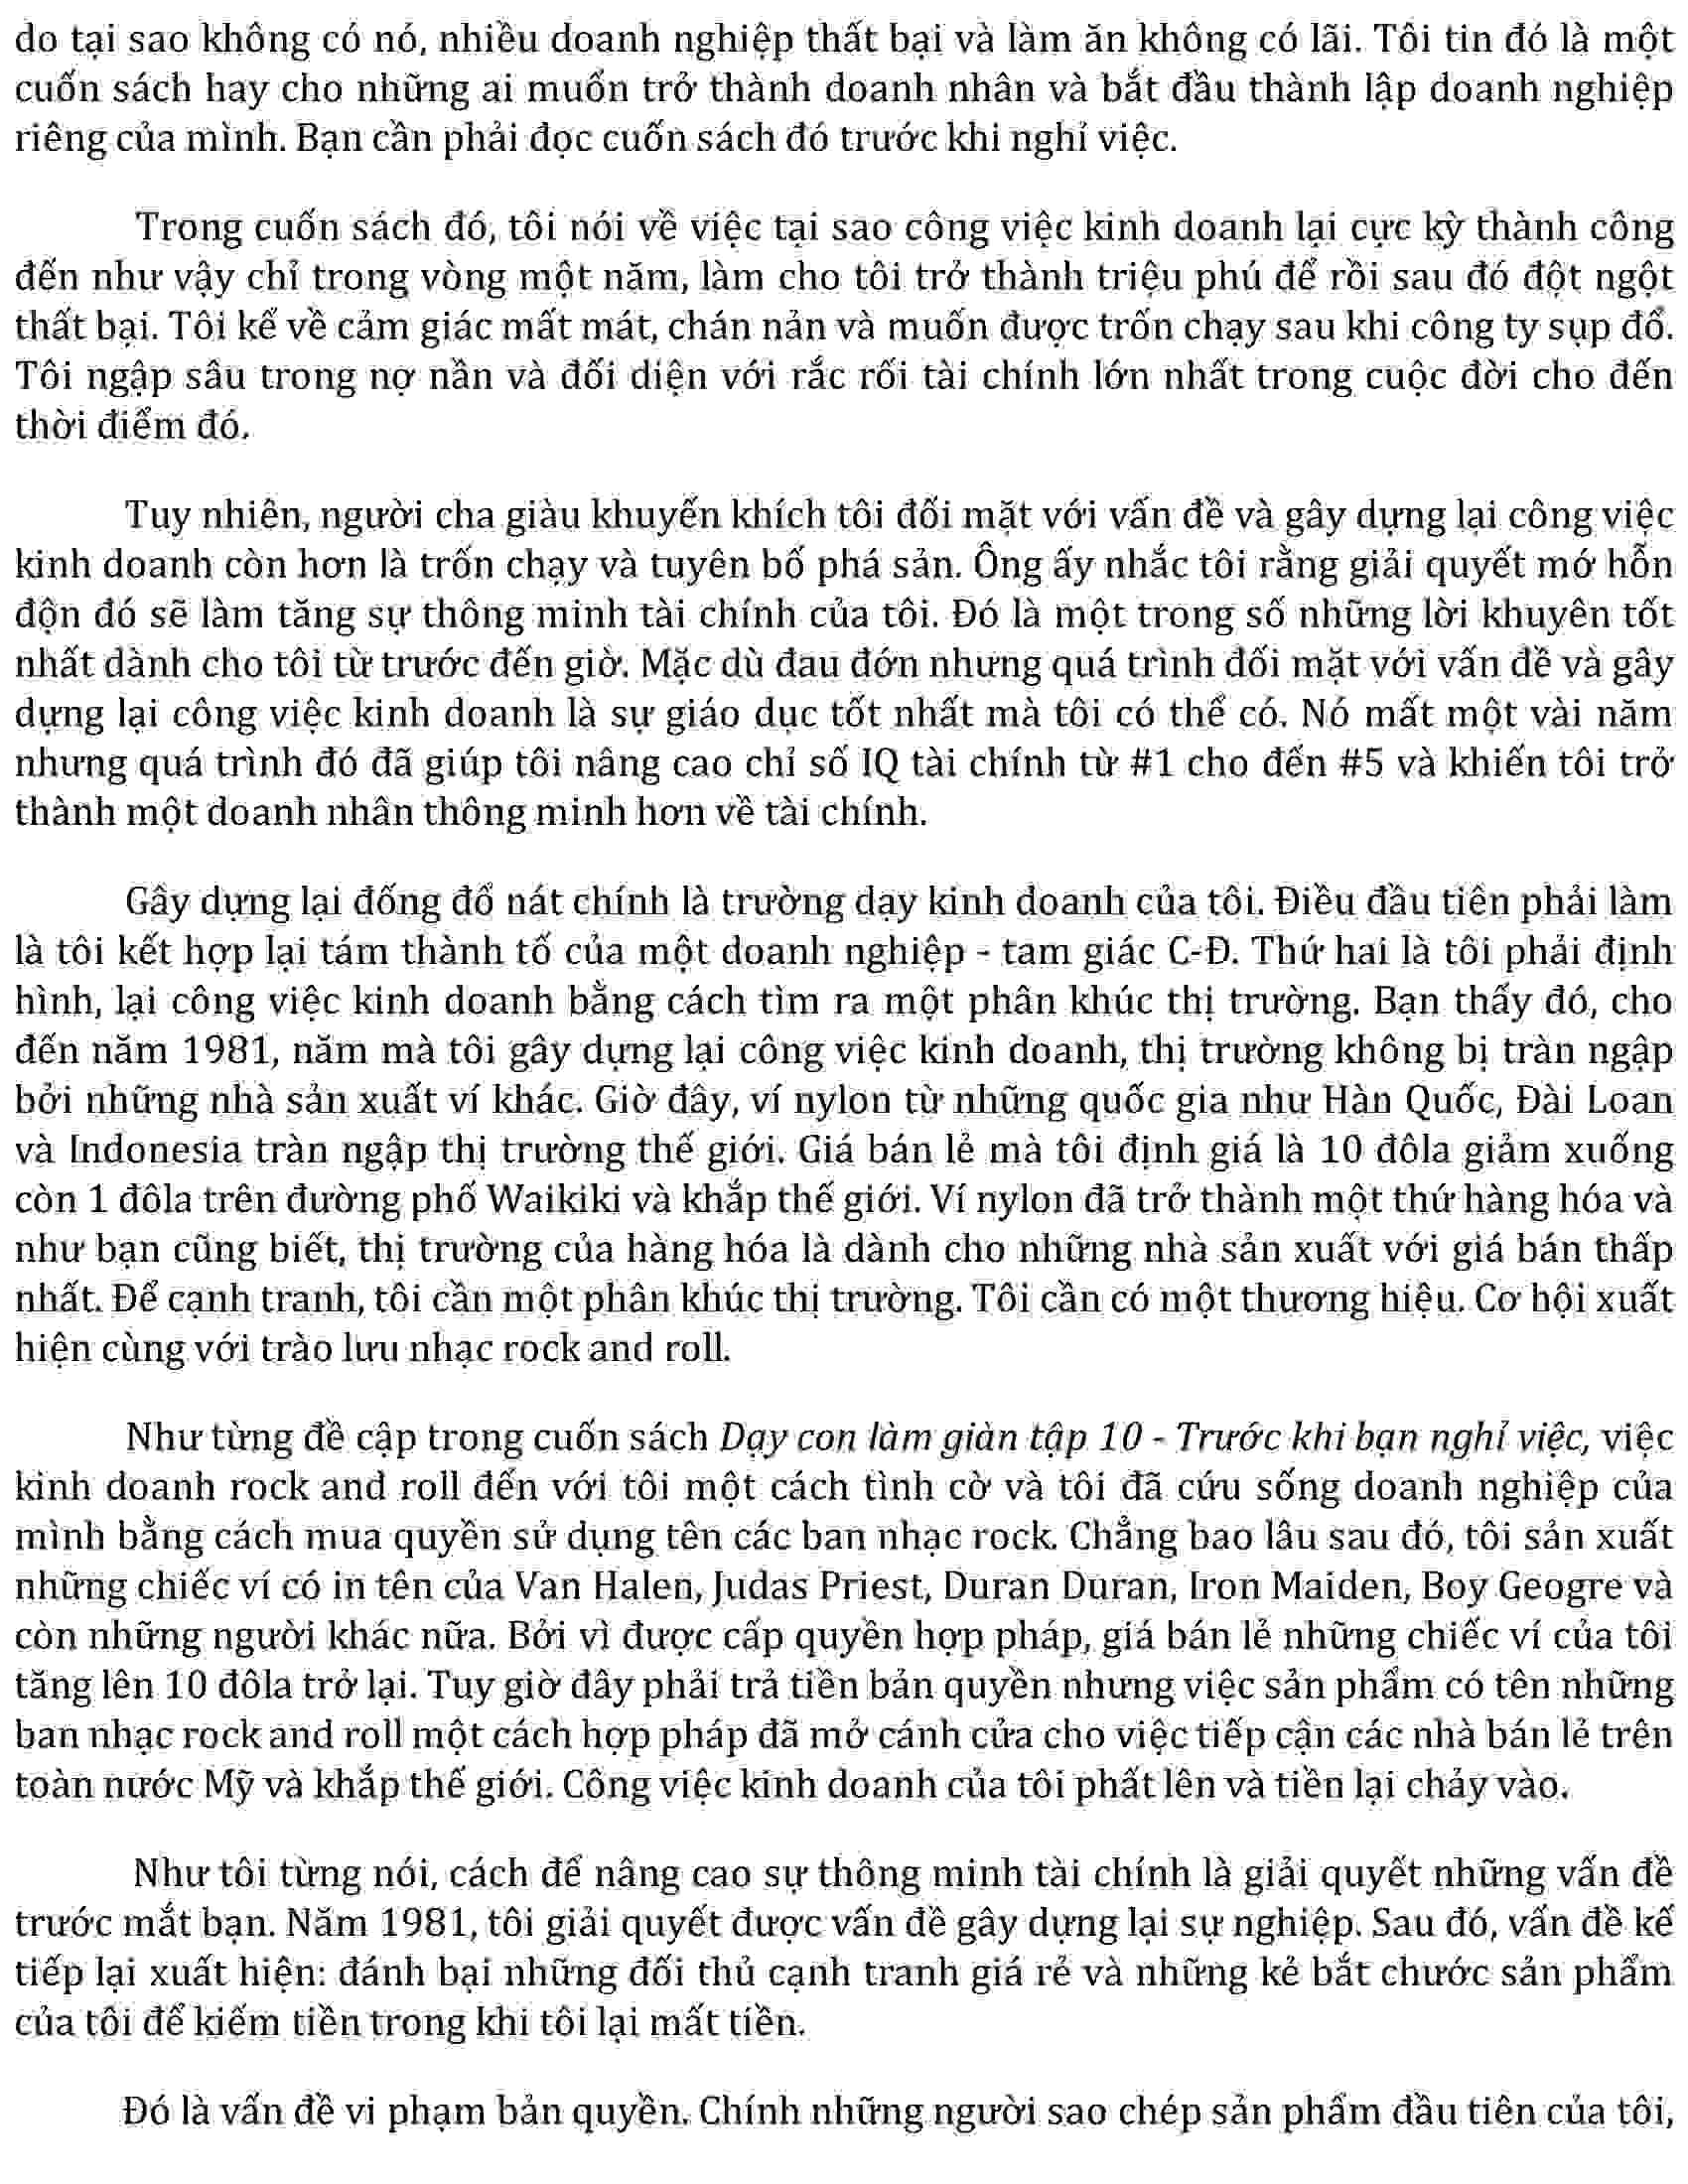 do tại sao không có nó, nhiều doanh nghiệp thất bại và làm ăn không có lãi. Tôi tin đó là một
cuốn sách hay cho những ai muốn trở thành doanh nhân và bắt đầu thành lập doanh nghiệp
riêng của mình. Bạn cần phải đọc cuốn sách đó trước khi nghỉ việc.
Trong cuốn sách đó, tôi nói về việc tại sao công việc kinh doanh lại cực kỳ thành công
đến như vậy chỉ trong vòng một năm, làm cho tôi trở thành triệu phú để rồi sau đó đột ngột
thất bại. Tôi kể về cảm giác mất mát, chán nản và muốn được trốn chạy sau khi công ty sụp đổ.
Tôi ngập sâu trong nợ nần và đối diện với rắc rối tài chính lớn nhất trong cuộc đời cho đến
thời điểm đó.
Tuy nhiên, người cha giàu khuyến khích tôi đối mặt với vấn đề và gây dựng lại công việc
kinh doanh còn hơn là trốn chạy và tuyên bố phá sản. Ông ấy nhắc tôi rằng giải quyết mớ hỗn
độn đó sẽ làm tăng sự thông minh tài chính của tôi. Đó là một trong số những lời khuyên tốt
nhất dành cho tôi từ trước đến giờ. Mặc dù đau đớn nhưng quá trình đối mặt với vấn đề và gây
dựng lại công việc kinh doanh là sự giáo dục tốt nhất mà tôi có thể có. Nó mất một vài năm
nhưng quá trình đó đã giúp tôi nâng cao chỉ số IQ tài chính từ #1 cho đến #5 và khiến tôi trở
thành một doanh nhân thông minh hơn về tài chính.
Gây dựng lại đống đổ nát chính là trường dạy kinh doanh của tôi. Điều đầu tiên phải làm
là tôi kết hợp lại tám thành tố của một doanh nghiệp - tam giác C-Đ. Thứ hai là tôi phải định
hình, lại công việc kinh doanh bằng cách tìm ra một phân khúc thị trường. Bạn thấy đó, cho
đến năm 1981, năm mà tôi gây dựng lại công việc kinh doanh, thị trường không bị tràn ngập
bởi những nhà sản xuất ví khác. Giờ đây, ví nylon từ những quốc gia như Hàn Quốc, Đài Loan
và Indonesia tràn ngập thị trường thế giới. Giá bán lẻ mà tôi định giá là 10 đôla giảm xuống
còn 1 đôla trên đường phố Waikiki và khắp thế giới. Ví nylon đã trở thành một thứ hàng hóa và
như bạn cũng biết, thị trường của hàng hóa là dành cho những nhà sản xuất với giá bán thấp
nhất. Để cạnh tranh, tôi cần một phân khúc thị trường. Tôi cần có một thương hiệu. Cơ hội xuất
hiện cùng với trào lưu nhạc rock and roll.
Như từng đề cập trong cuốn sách Dạy con làm giàn tập 10 - Trước khi bạn nghỉ việc, việc
kinh doanh rock and roll đến với tôi một cách tình cờ và tôi đã cứu sống doanh nghiệp của
mình bằng cách mua quyền sử dụng tên các ban nhạc rock. Chẳng bao lâu sau đó, tôi sản xuất
những chiếc ví có in tên của Van Halen, Judas Priest, Duran Duran, Iron Maiden, Boy Geogre và
còn những người khác nữa. Bởi vì được cấp quyền hợp pháp, giá bán lẻ những chiếc ví của tôi
tăng lên 10 đôla trở lại. Tuy giờ đây phải trả tiền bản quyền nhưng việc sản phẩm có tên những
ban nhạc rock and roll một cách hợp pháp đã mở cánh cửa cho việc tiếp cận các nhà bán lẻ trên
toàn nước Mỹ và khắp thế giới. Công việc kinh doanh của tôi phất lên và tiền lại chảy vào.
Như tôi từng nói, cách để nâng cao sự thông minh tài chính là giải quyết những vấn đề
trước mắt bạn. Năm 1981, tôi giải quyết được vấn đề gây dựng lại sự nghiệp. Sau đó, vấn đề kế
tiếp lại xuất hiện: đánh bại những đối thủ cạnh tranh giá rẻ và những kẻ bắt chước sản phẩm
của tôi để kiếm tiền trong khi tôi lại mất tiền.
Đó là vấn đề vi phạm bản quyền. Chính những người sao chép sản phẩm đầu tiên của tôi,